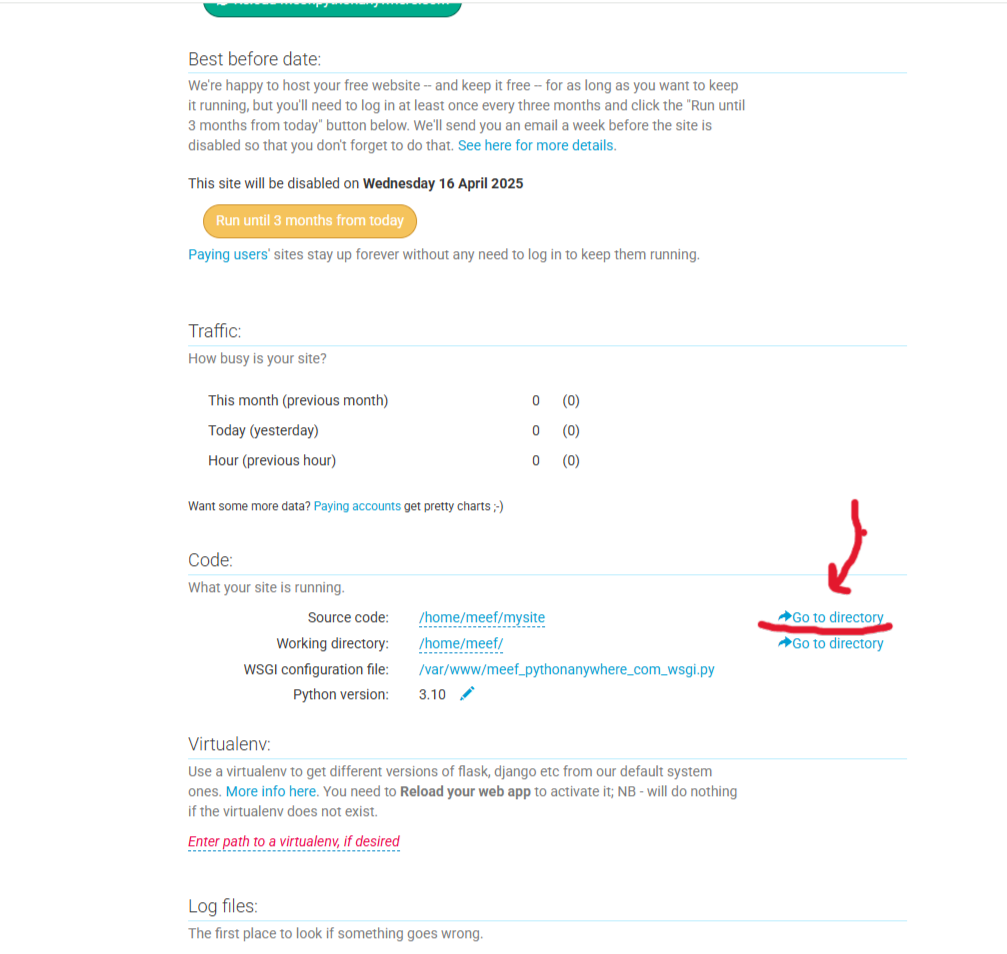 Best before date:
We're happy to host your free website -- and keep it free -- for as long as you want to keep
it running, but you'll need to log in at least once every three months and click the "Run until
3 months from today" button below. We'll send you an email a week before the site is
disabled so that you don't forget to do that. See here for more details.
This site will be disabled on Wednesday 16 April 2025
Run until 3 months from today
Paying users' sites stay up forever without any need to log in to keep them running.
Traffic:
How busy is your site?
This month (previous month) 0 (0)
Today (yesterday) 0 (0)
Hour (previous hour) 0 (0)
Want some more data? Paying accounts get pretty charts ;-)
Code:
What your site is running.
Source code: /home/meef/mysite Go to directory
Working directory: /home/meef/ Go to directory
WSGI configuration file: /var/www/meef_pythonanywhere_com_wsgi.py
Python version: 3.10
Virtualenv:
Use a virtualenv to get different versions of flask, django etc from our default system
ones. More info here. You need to Reload your web app to activate it; NB - will do nothing
if the virtualenv does not exist.
Enter path to a virtualenv, if desired
Log files:
The first place to look if something goes wrong.